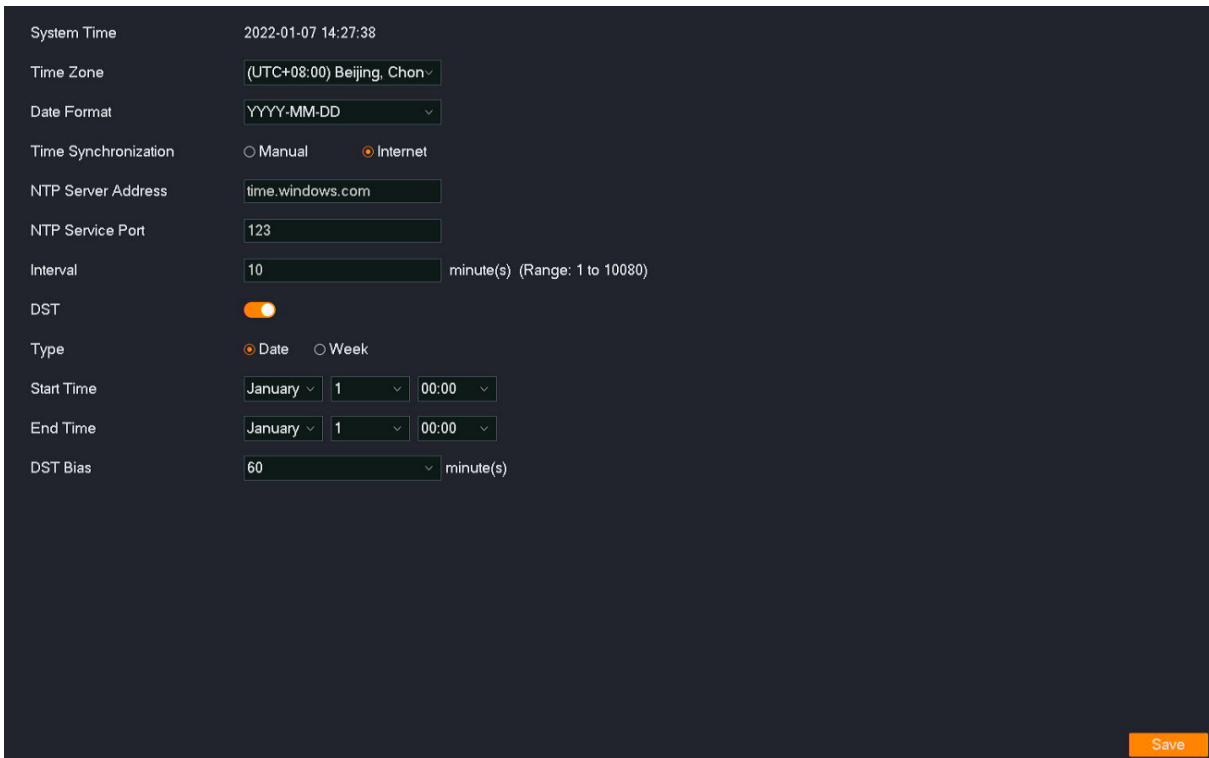 System Time 2022-01-07 14:27:38
Time Zone (UTC+08:00) Beijing, Chon
Date Format YYYY-MM-DD
Time Synchronization Manual Internet
NTP Server Address time.windows.com
NTP Service Port 123
Interval 10 minute(s) (Range: 1 to 10080)
DST
Type Date Week
Start Time January 1 00:00
End Time January 1 00:00
DST Bias 60 minute(s)
Save